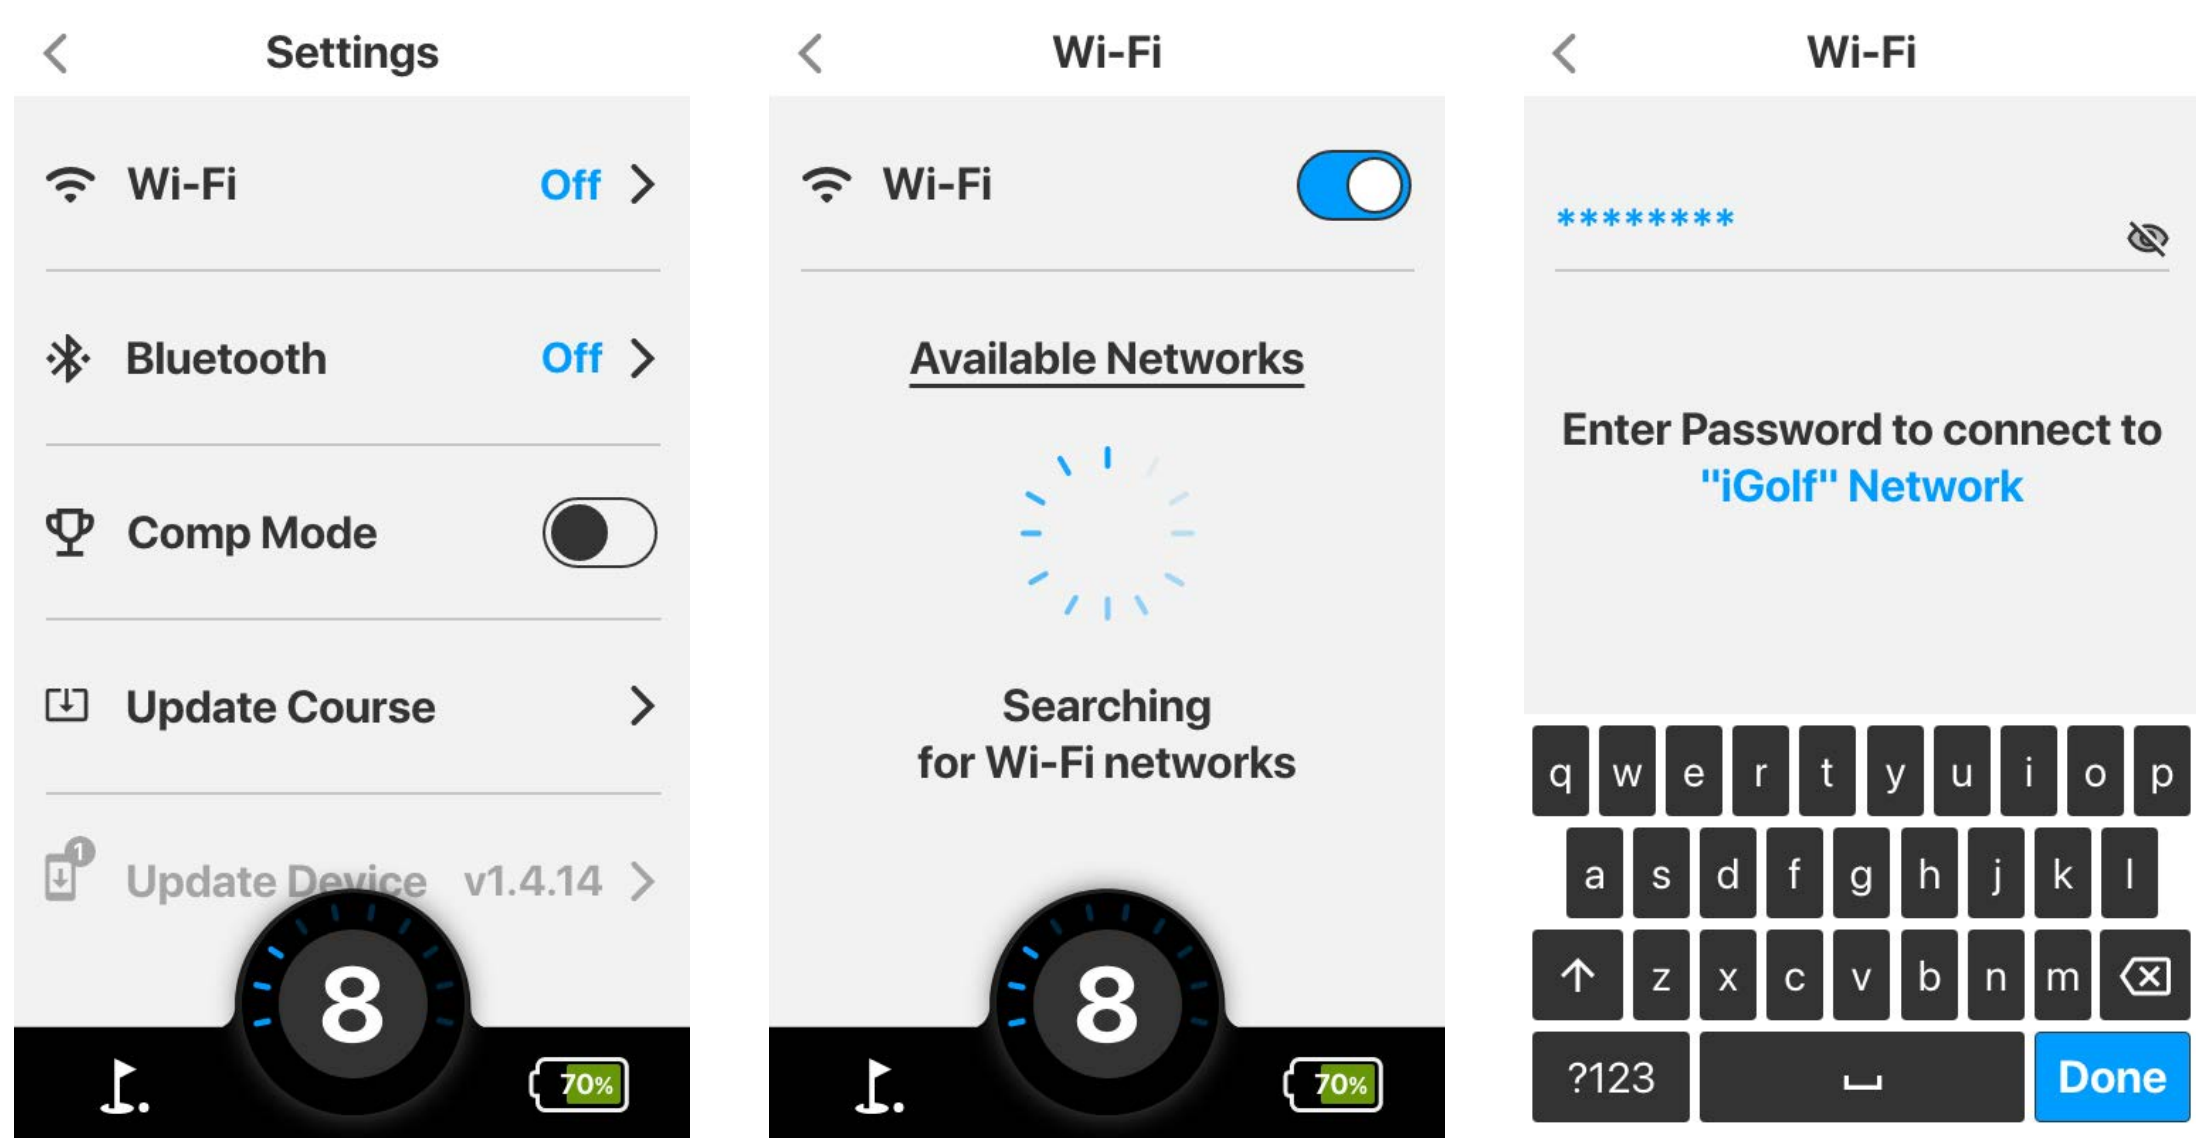 Settings
Wi-Fi Off
Bluetooth Off
Comp Mode
Update Course
1
Update Device v1.4.14
8
70%
Wi-Fi
Wi-Fi
Available Networks
Searching
for Wi-Fi networks
8
70%
Wi-Fi
********
Enter Password to connect to
"iGolf" Network
q w e r t y u i o p
a s d f g h j k l
z x c v b n m
?123 Done